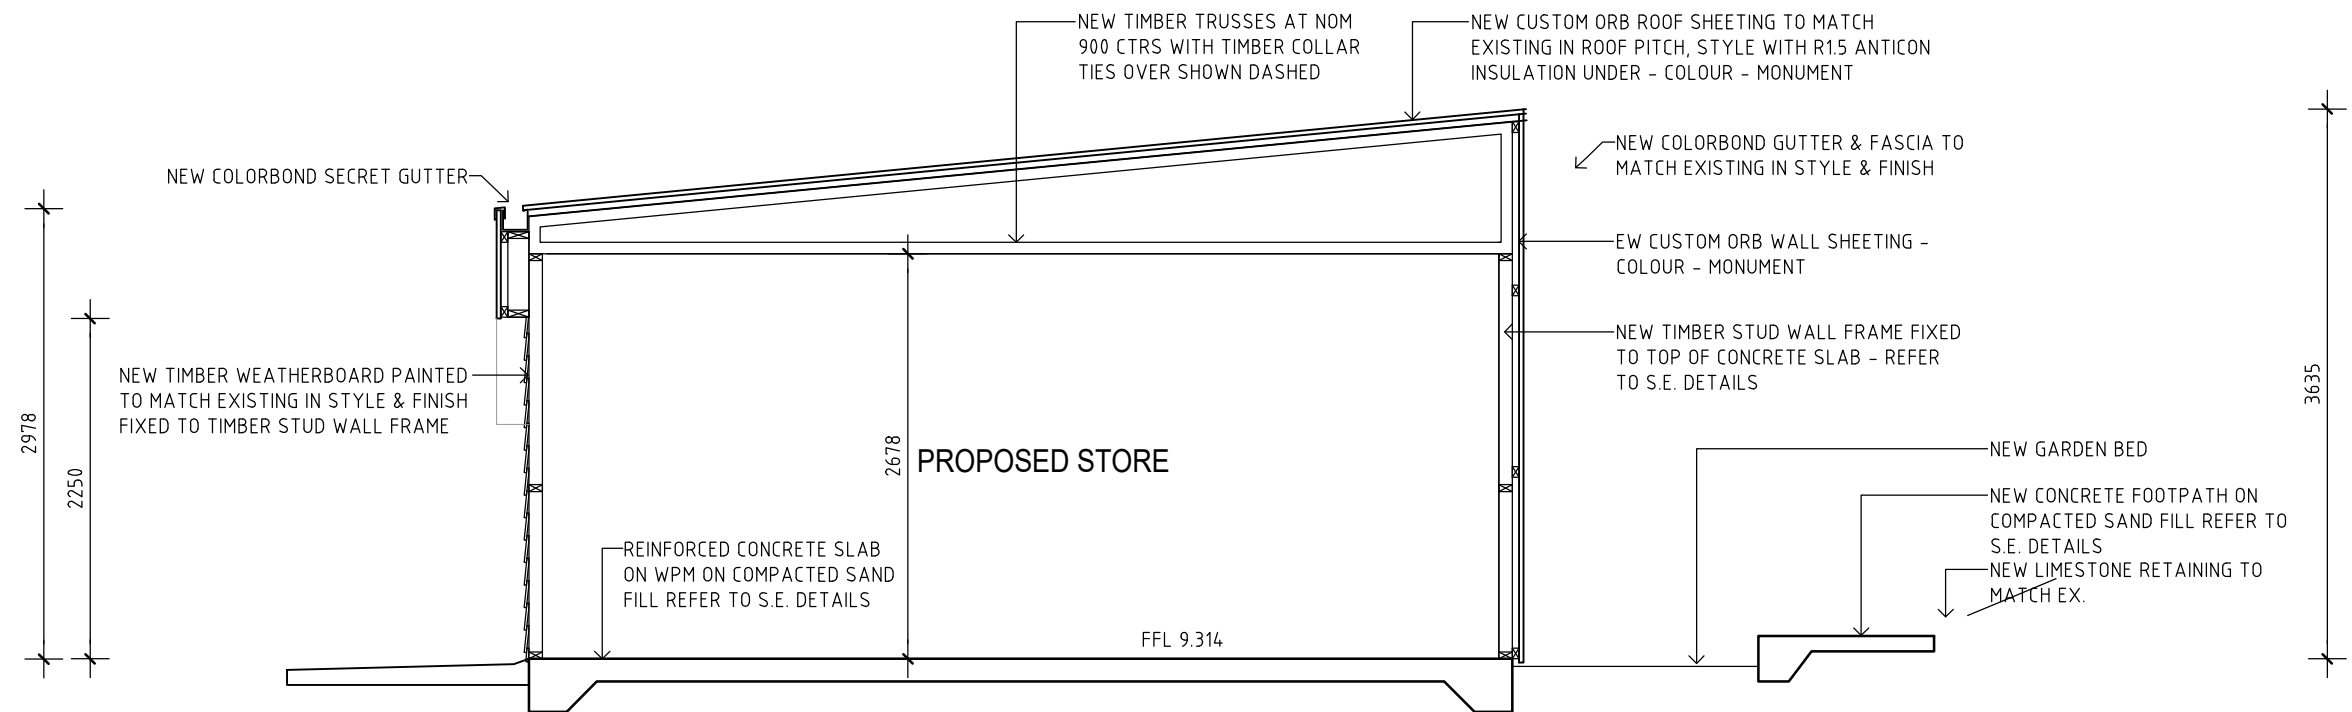 NEW TIMBER TRUSSES AT NOM
900 CTRS WITH TIMBER COLLAR
TIES OVER SHOWN DASHED
NEW CUSTOM ORB ROOF SHEETING TO MATCH
EXISTING IN ROOF PITCH, STYLE WITH R1.5 ANTICON
INSULATION UNDER - COLOUR - MONUMENT
NEW COLORBOND GUTTER & FASCIA TO
MATCH EXISTING IN STYLE & FINISH
NEW COLORBOND SECRET GUTTER
EW CUSTOM ORB WALL SHEETING -
COLOUR - MONUMENT
NEW TIMBER STUD WALL FRAME FIXED
TO TOP OF CONCRETE SLAB - REFER
TO S.E. DETAILS
NEW TIMBER WEATHERBOARD PAINTED
TO MATCH EXISTING IN STYLE & FINISH
FIXED TO TIMBER STUD WALL FRAME
2978
2250
2678
PROPOSED STORE
3635
NEW GARDEN BED
NEW CONCRETE FOOTPATH ON
COMPACTED SAND FILL REFER TO
S.E. DETAILS
NEW LIMESTONE RETAINING TO
MATCH EX.
REINFORCED CONCRETE SLAB
ON WPM ON COMPACTED SAND
FILL REFER TO S.E. DETAILS
FFL 9.314